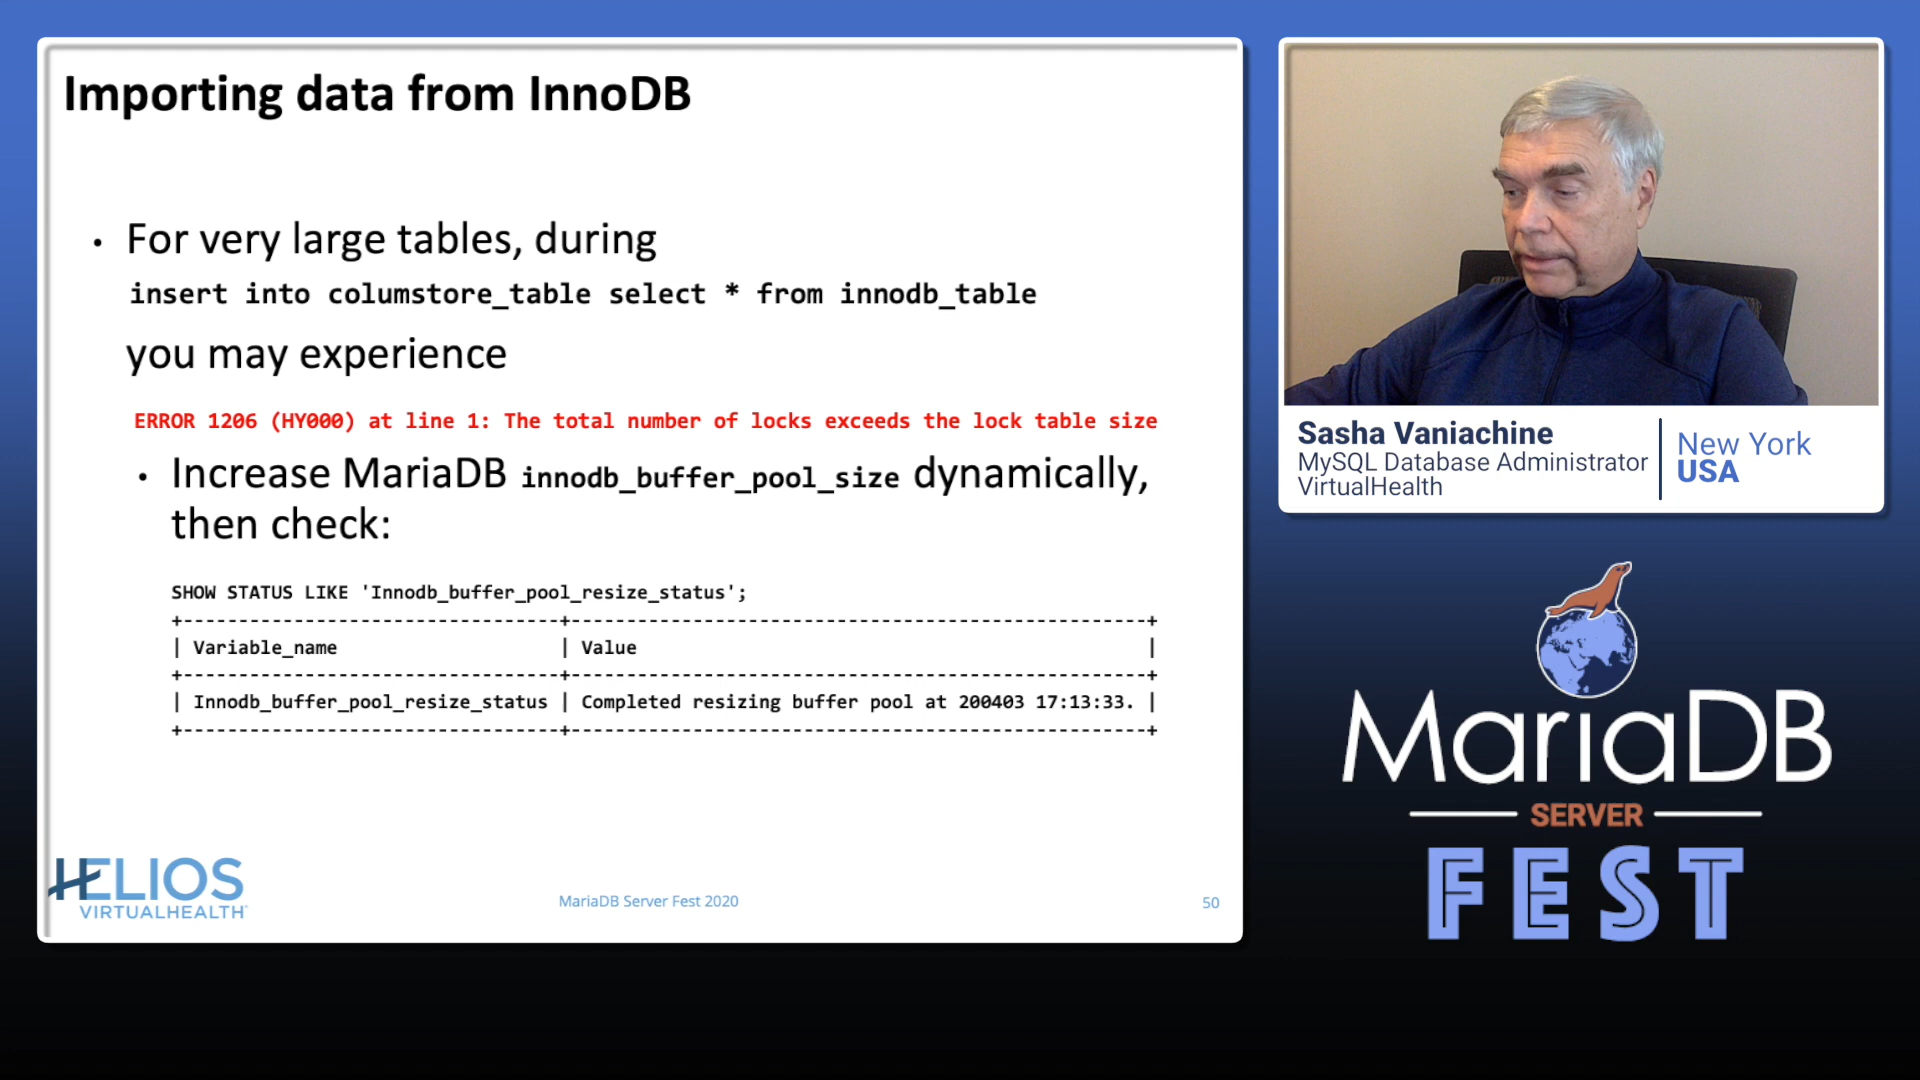 Importing data from InnoDB
• For very large tables, during
insert into columstore_table select * from innodb_table
you may experience
ERROR 1206 (HY000) at line 1: The total number of locks exceeds the lock table size
• Increase MariaDB innodb_buffer_pool_size dynamically,
then check:
SHOW STATUS LIKE 'Innodb_buffer_pool_resize_status';
+----------------------------------+----------------------------------------------------+
| Variable_name | Value |
+----------------------------------+----------------------------------------------------+
| Innodb_buffer_pool_resize_status | Completed resizing buffer pool at 200403 17:13:33. |
+----------------------------------+----------------------------------------------------+
HELIOS
VIRTUALHEALTH
MariaDB Server Fest 2020
50
Sasha Vaniachine
MySQL Database Administrator
VirtualHealth
New York
USA
MariaDB
SERVER
FEST